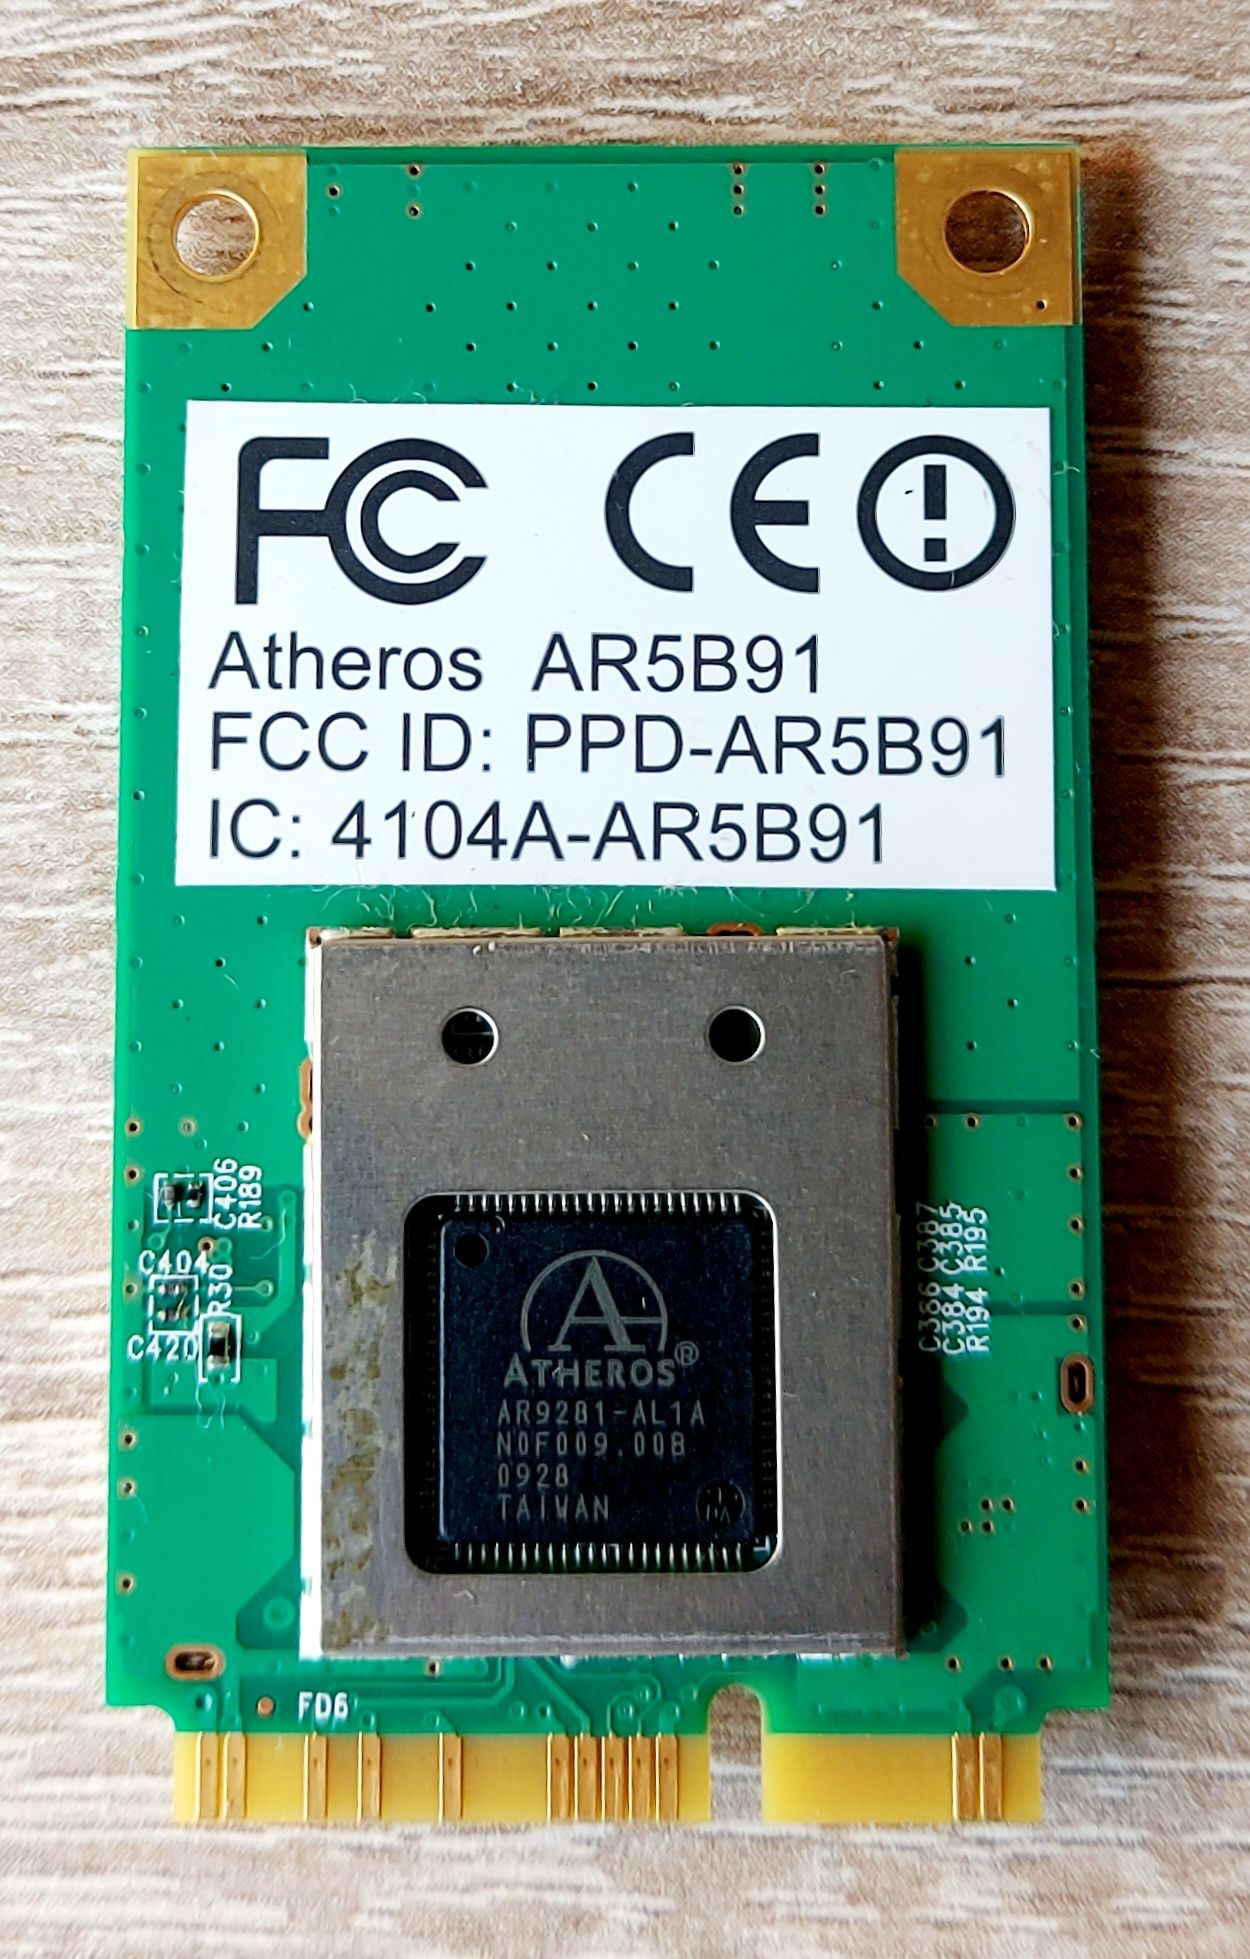 FC CE
Atheros AR5B91
FCC ID: PPD-AR5B91
IC: 4104A-AR5B91
C406
R189
C404
R30
C420
C386 C387
C384 C385
R194 R195
ATHEROS®
AR9281-AL1A
N0F009.00B
0928
TAIWAN
FD6